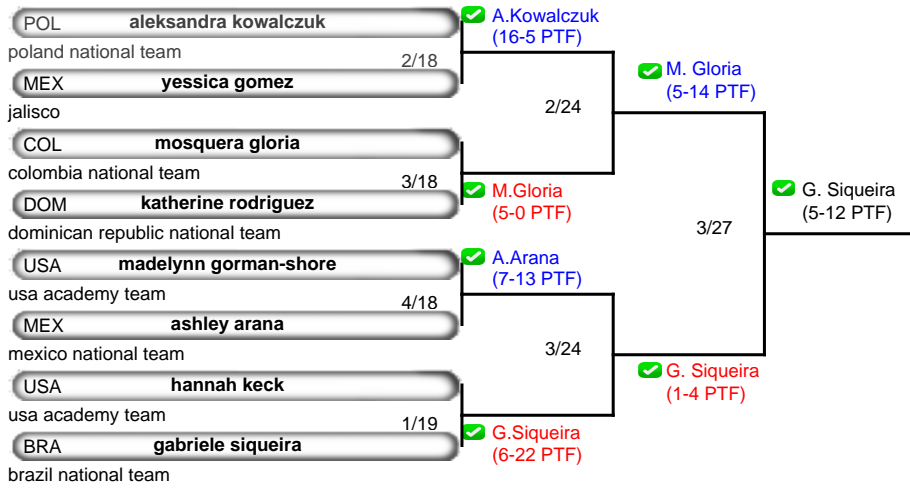 POL aleksandra kowalczuk
poland national team
2/18
MEX yessica gomez
jalisco
COL mosquera gloria
colombia national team
3/18
DOM katherine rodriguez
dominican republic national team
USA madelynn gorman-shore
usa academy team
4/18
MEX ashley arana
mexico national team
USA hannah keck
usa academy team
1/19
BRA gabriele siqueira
brazil national team
A.Kowalczuk
(16-5 PTF)
2/24
M.Gloria
(5-0 PTF)
A.Arana
(7-13 PTF)
3/24
G.Siqueira
(6-22 PTF)
M. Gloria
(5-14 PTF)
3/27
G. Siqueira
(1-4 PTF)
G. Siqueira
(5-12 PTF)